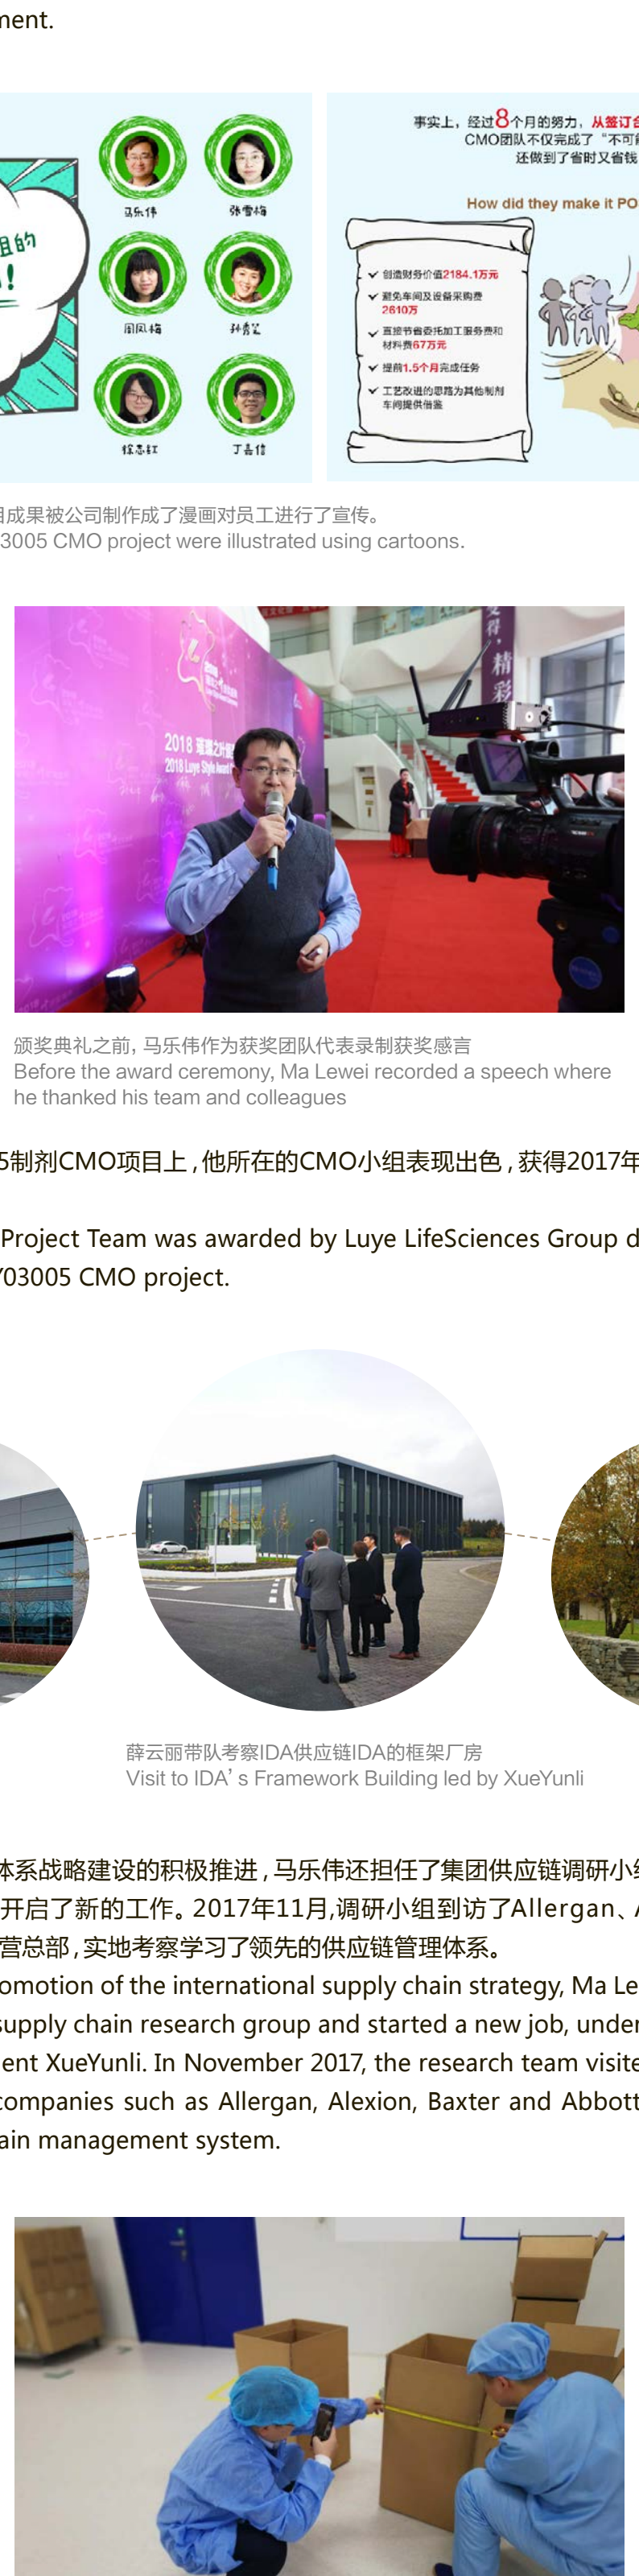 ment.
组的
!
马乐伟
张雪梅
周凤梅
孙秀芝
徐志红
丁嘉信
事实上，经过8个月的努力，从签订合
CMO团队不仅完成了“不可能
还做到了省时又省钱
How did they make it PO
创造财务价值2184.1万元
避免车间及设备采购费
2610万
直接节省委托加工服务费和
材料费67万元
提前1.5个月完成任务
工艺改进的思路为其他制剂
车间提供借鉴
目成果被公司制作成了漫画对员工进行了宣传。
3005 CMO project were illustrated using cartoons.
精彩
2018 璀璨之叶
2018 Luye Style Award
颁奖典礼之前, 马乐伟作为获奖团队代表录制获奖感言
Before the award ceremony, Ma Lewei recorded a speech where
he thanked his team and colleagues
5制剂CMO项目上,他所在的CMO小组表现出色,获得2017年
Project Team was awarded by Luye LifeSciences Group d
Y03005 CMO project.
薛云丽带队考察IDA供应链IDA的框架厂房
Visit to IDA’s Framework Building led by XueYunli
体系战略建设的积极推进,马乐伟还担任了集团供应链调研小组
开启了新的工作。2017年11月,调研小组到访了Allergan、A
营总部,实地考察学习了领先的供应链管理体系。
omotion of the international supply chain strategy, Ma Le
supply chain research group and started a new job, under
ent XueYunli. In November 2017, the research team visite
companies such as Allergan, Alexion, Baxter and Abbott
ain management system.